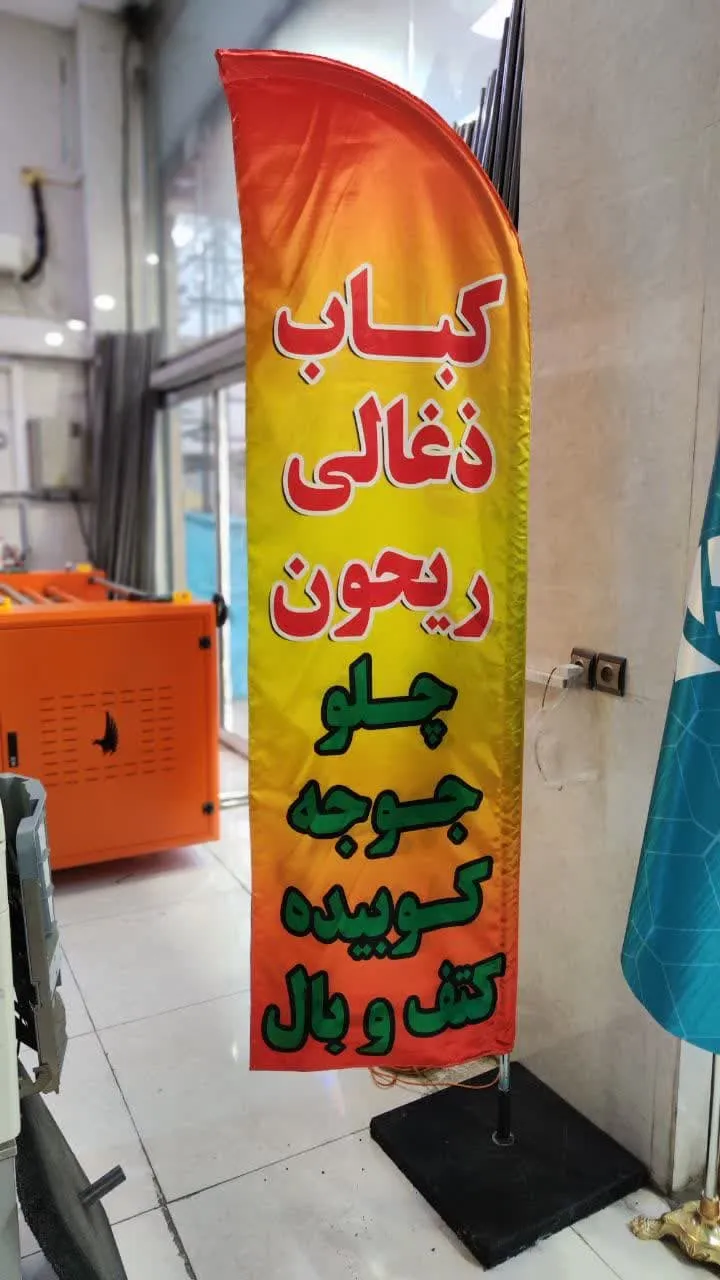 کباب
ذغالی
ریحون
چلو
جوجه
کوبیده
کتف و بال